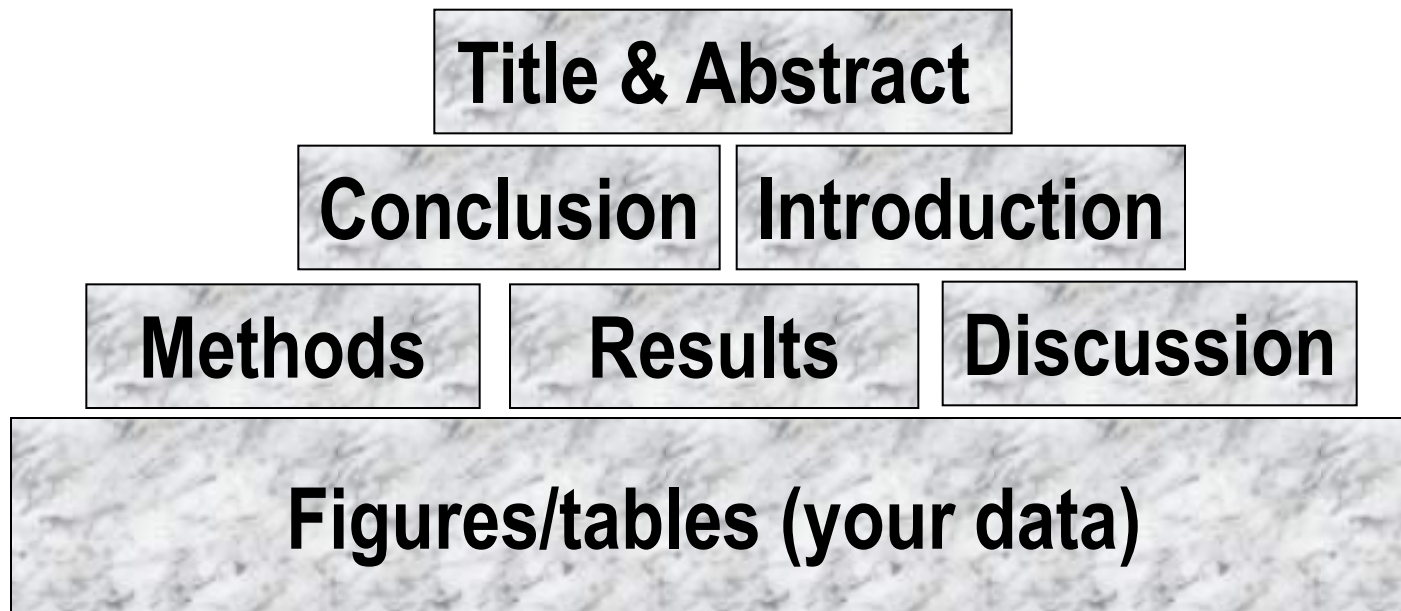 Title & Abstract
Conclusion Introduction
Methods Results Discussion
Figures/tables (your data)